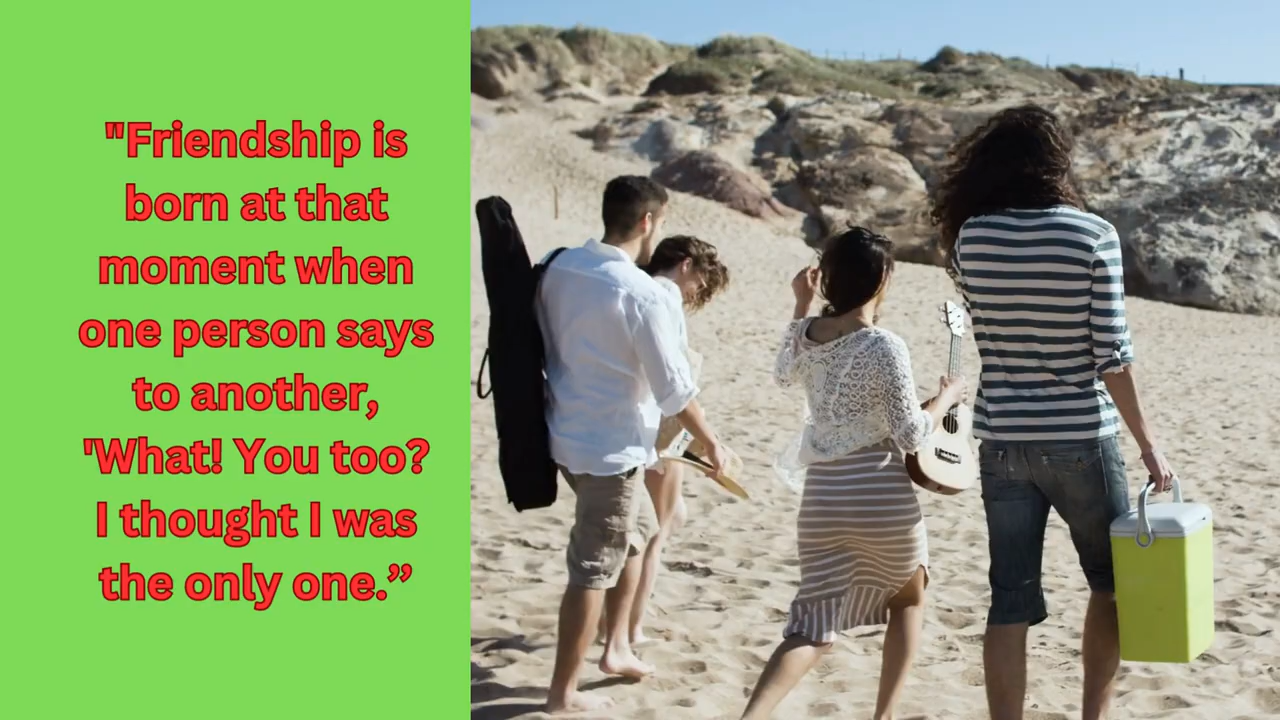 "Friendship is
born at that
moment when
one person says
to another,
'What! You too?
I thought I was
the only one.”